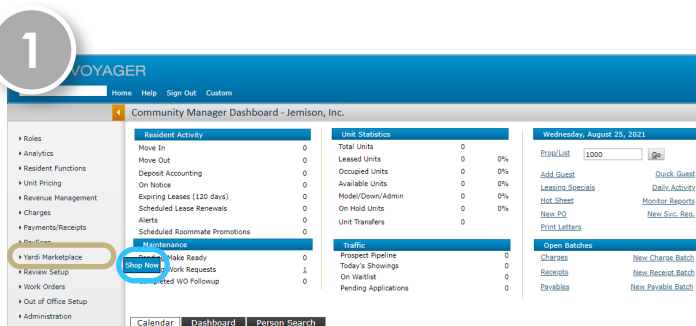 1
VOYAGER
Home Help Sign Out Custom
Community Manager Dashboard - Jemison, Inc.
Roles
Analytics
Resident Functions
Unit Pricing
Revenue Management
Charges
Payments/Receipts
PayScan
Yardi Marketplace
Review Setup
Work Orders
Out of Office Setup
Administration
Shop Now
Resident Activity
Move In 0
Move Out 0
Deposit Accounting 0
On Notice 0
Expiring Leases (120 days) 0
Scheduled Lease Renewals 0
Alerts 0
Scheduled Roommate Promotions 0
Maintenance
Make Ready 0
Work Requests 1
Completed WO Followup 0
Unit Statistics
Total Units 0
Leased Units 0 0%
Occupied Units 0 0%
Available Units 0 0%
Model/Down/Admin 0 0%
On Hold Units 0 0%
Unit Transfers 0
Traffic
Prospect Pipeline 0
Today's Showings 0
On Waitlist 0
Pending Applications 0
Wednesday, August 25, 2021
Prop/List 1000 Go
Add Guest Quick Guest
Leasing Specials Daily Activity
Hot Sheet Monitor Reports
New PO New Svc. Req.
Print Letters
Open Batches
Charges New Charge Batch
Receipts New Receipt Batch
Payables New Payable Batch
Calendar Dashboard Person Search